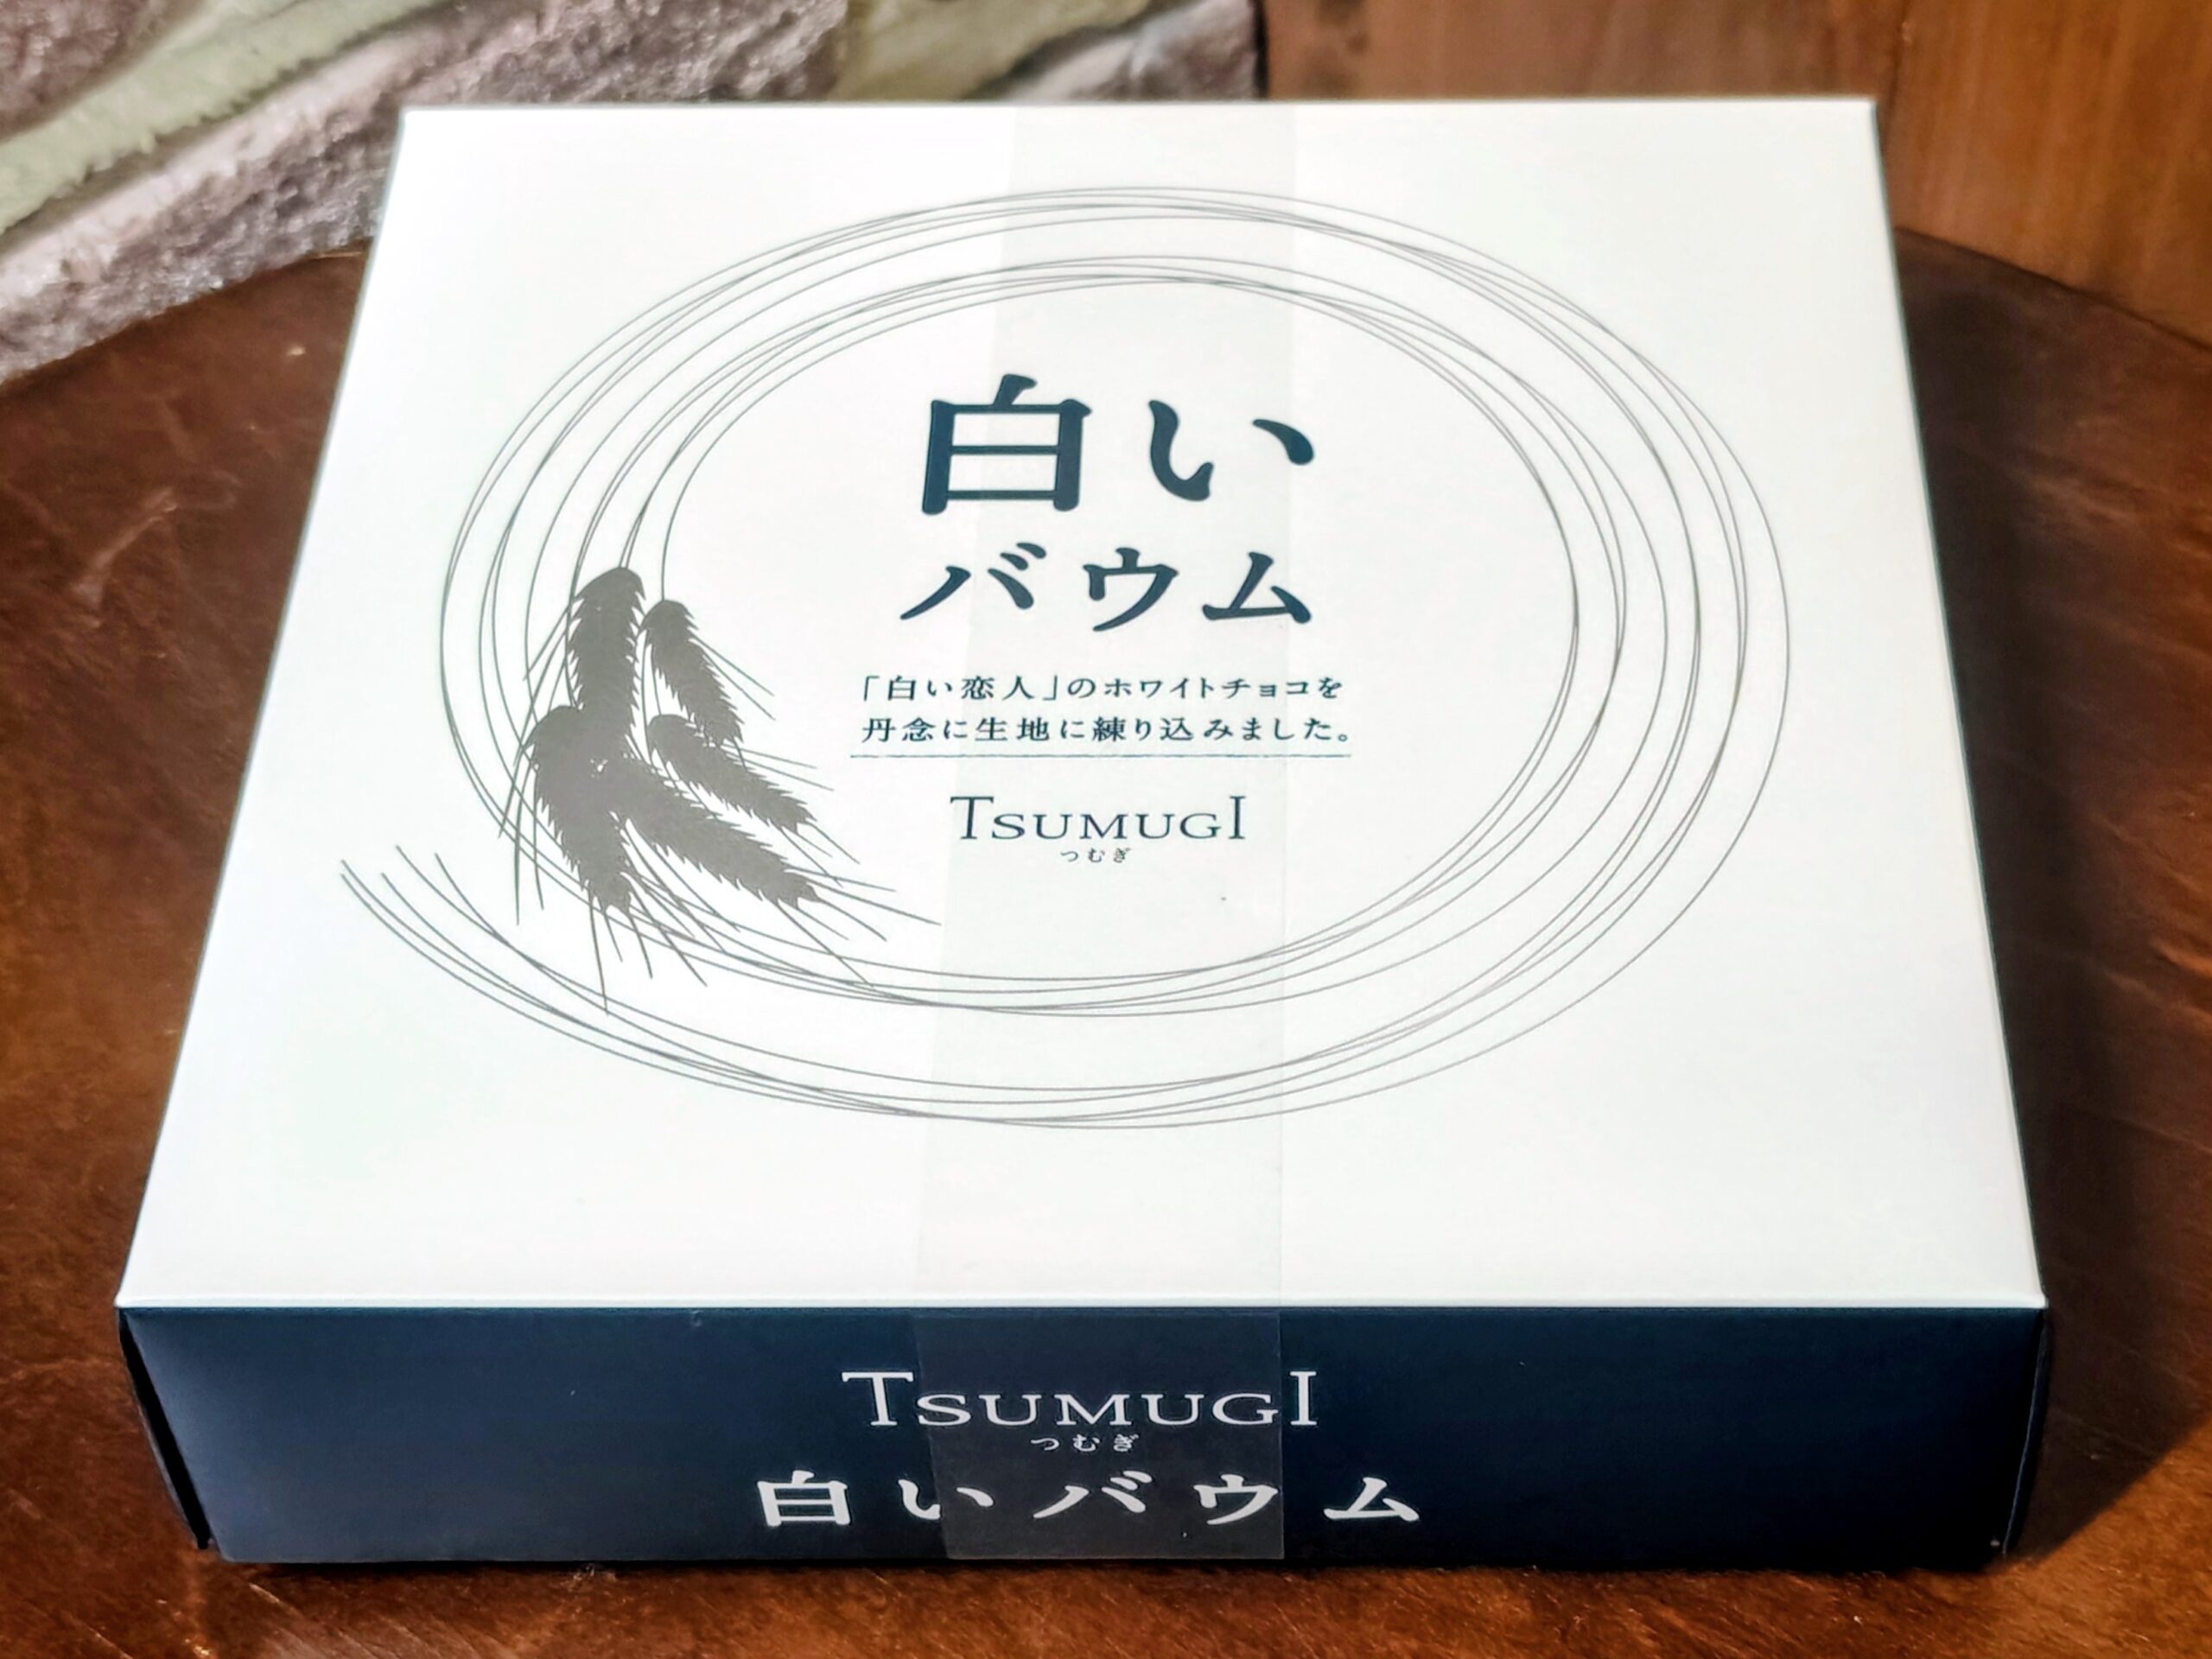 白い
バウム
「白い恋人」のホワイトチョコを
丹念に生地に練り込みました。
TSUMUGI
つむぎ
TSUMUGI
つむぎ
白いバウム